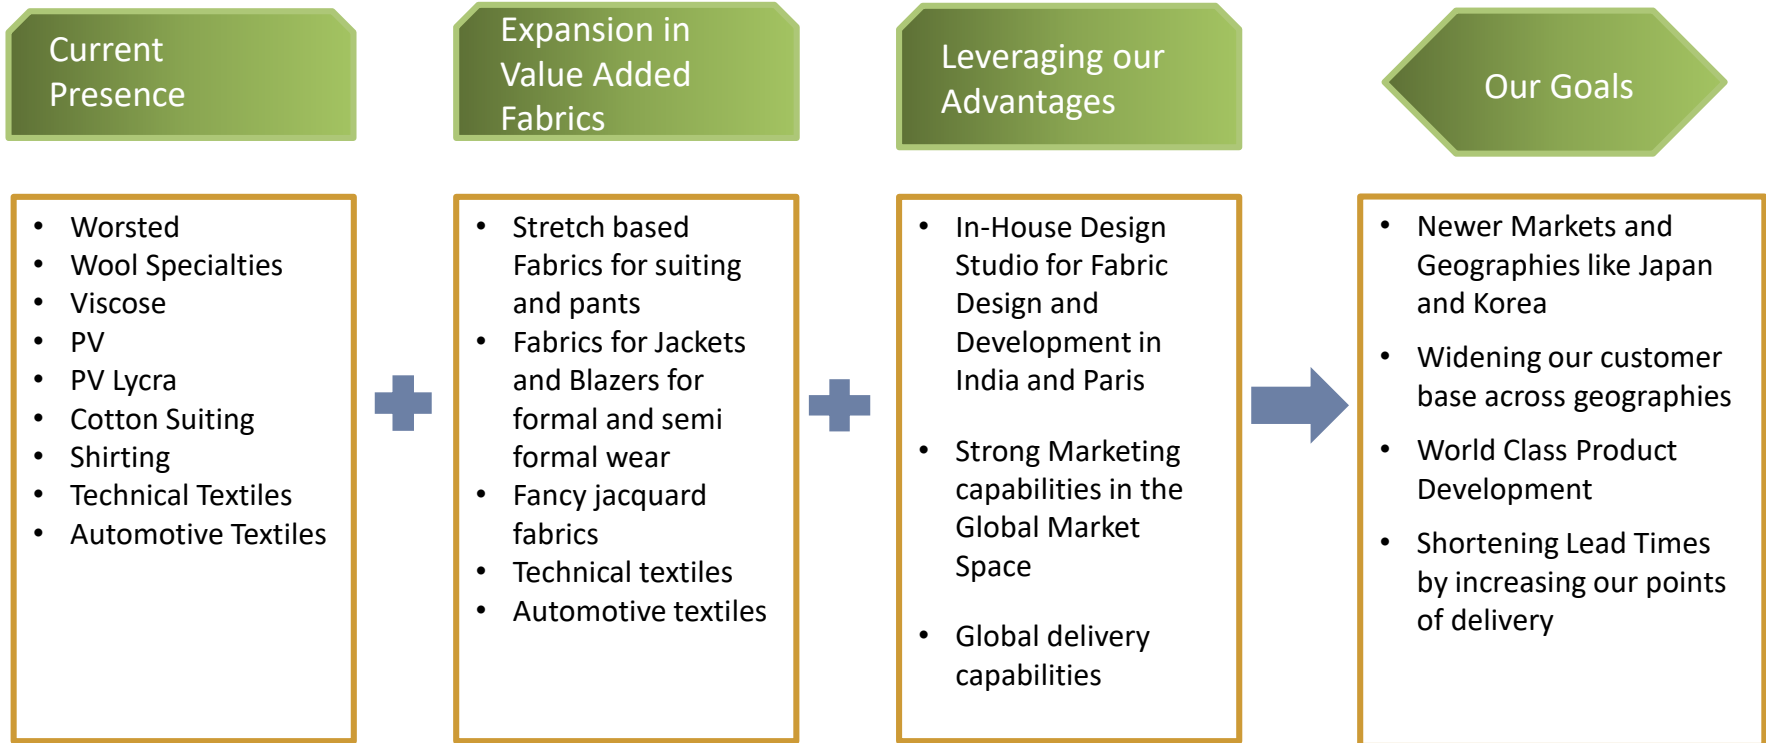 Current
Presence
Expansion in
Value Added
Fabrics
Leveraging our
Advantages
Our Goals
• Worsted
• Wool Specialties
• Viscose
• PV
• PV Lycra
• Cotton Suiting
• Shirting
• Technical Textiles
• Automotive Textiles
• Stretch based
Fabrics for suiting
and pants
• Fabrics for Jackets
and Blazers for
formal and semi
formal wear
• Fancy jacquard
fabrics
• Technical textiles
• Automotive textiles
• In-House Design
Studio for Fabric
Design and
Development in
India and Paris
• Strong Marketing
capabilities in the
Global Market
Space
• Global delivery
capabilities
• Newer Markets and
Geographies like Japan
and Korea
• Widening our customer
base across geographies
• World Class Product
Development
• Shortening Lead Times
by increasing our points
of delivery